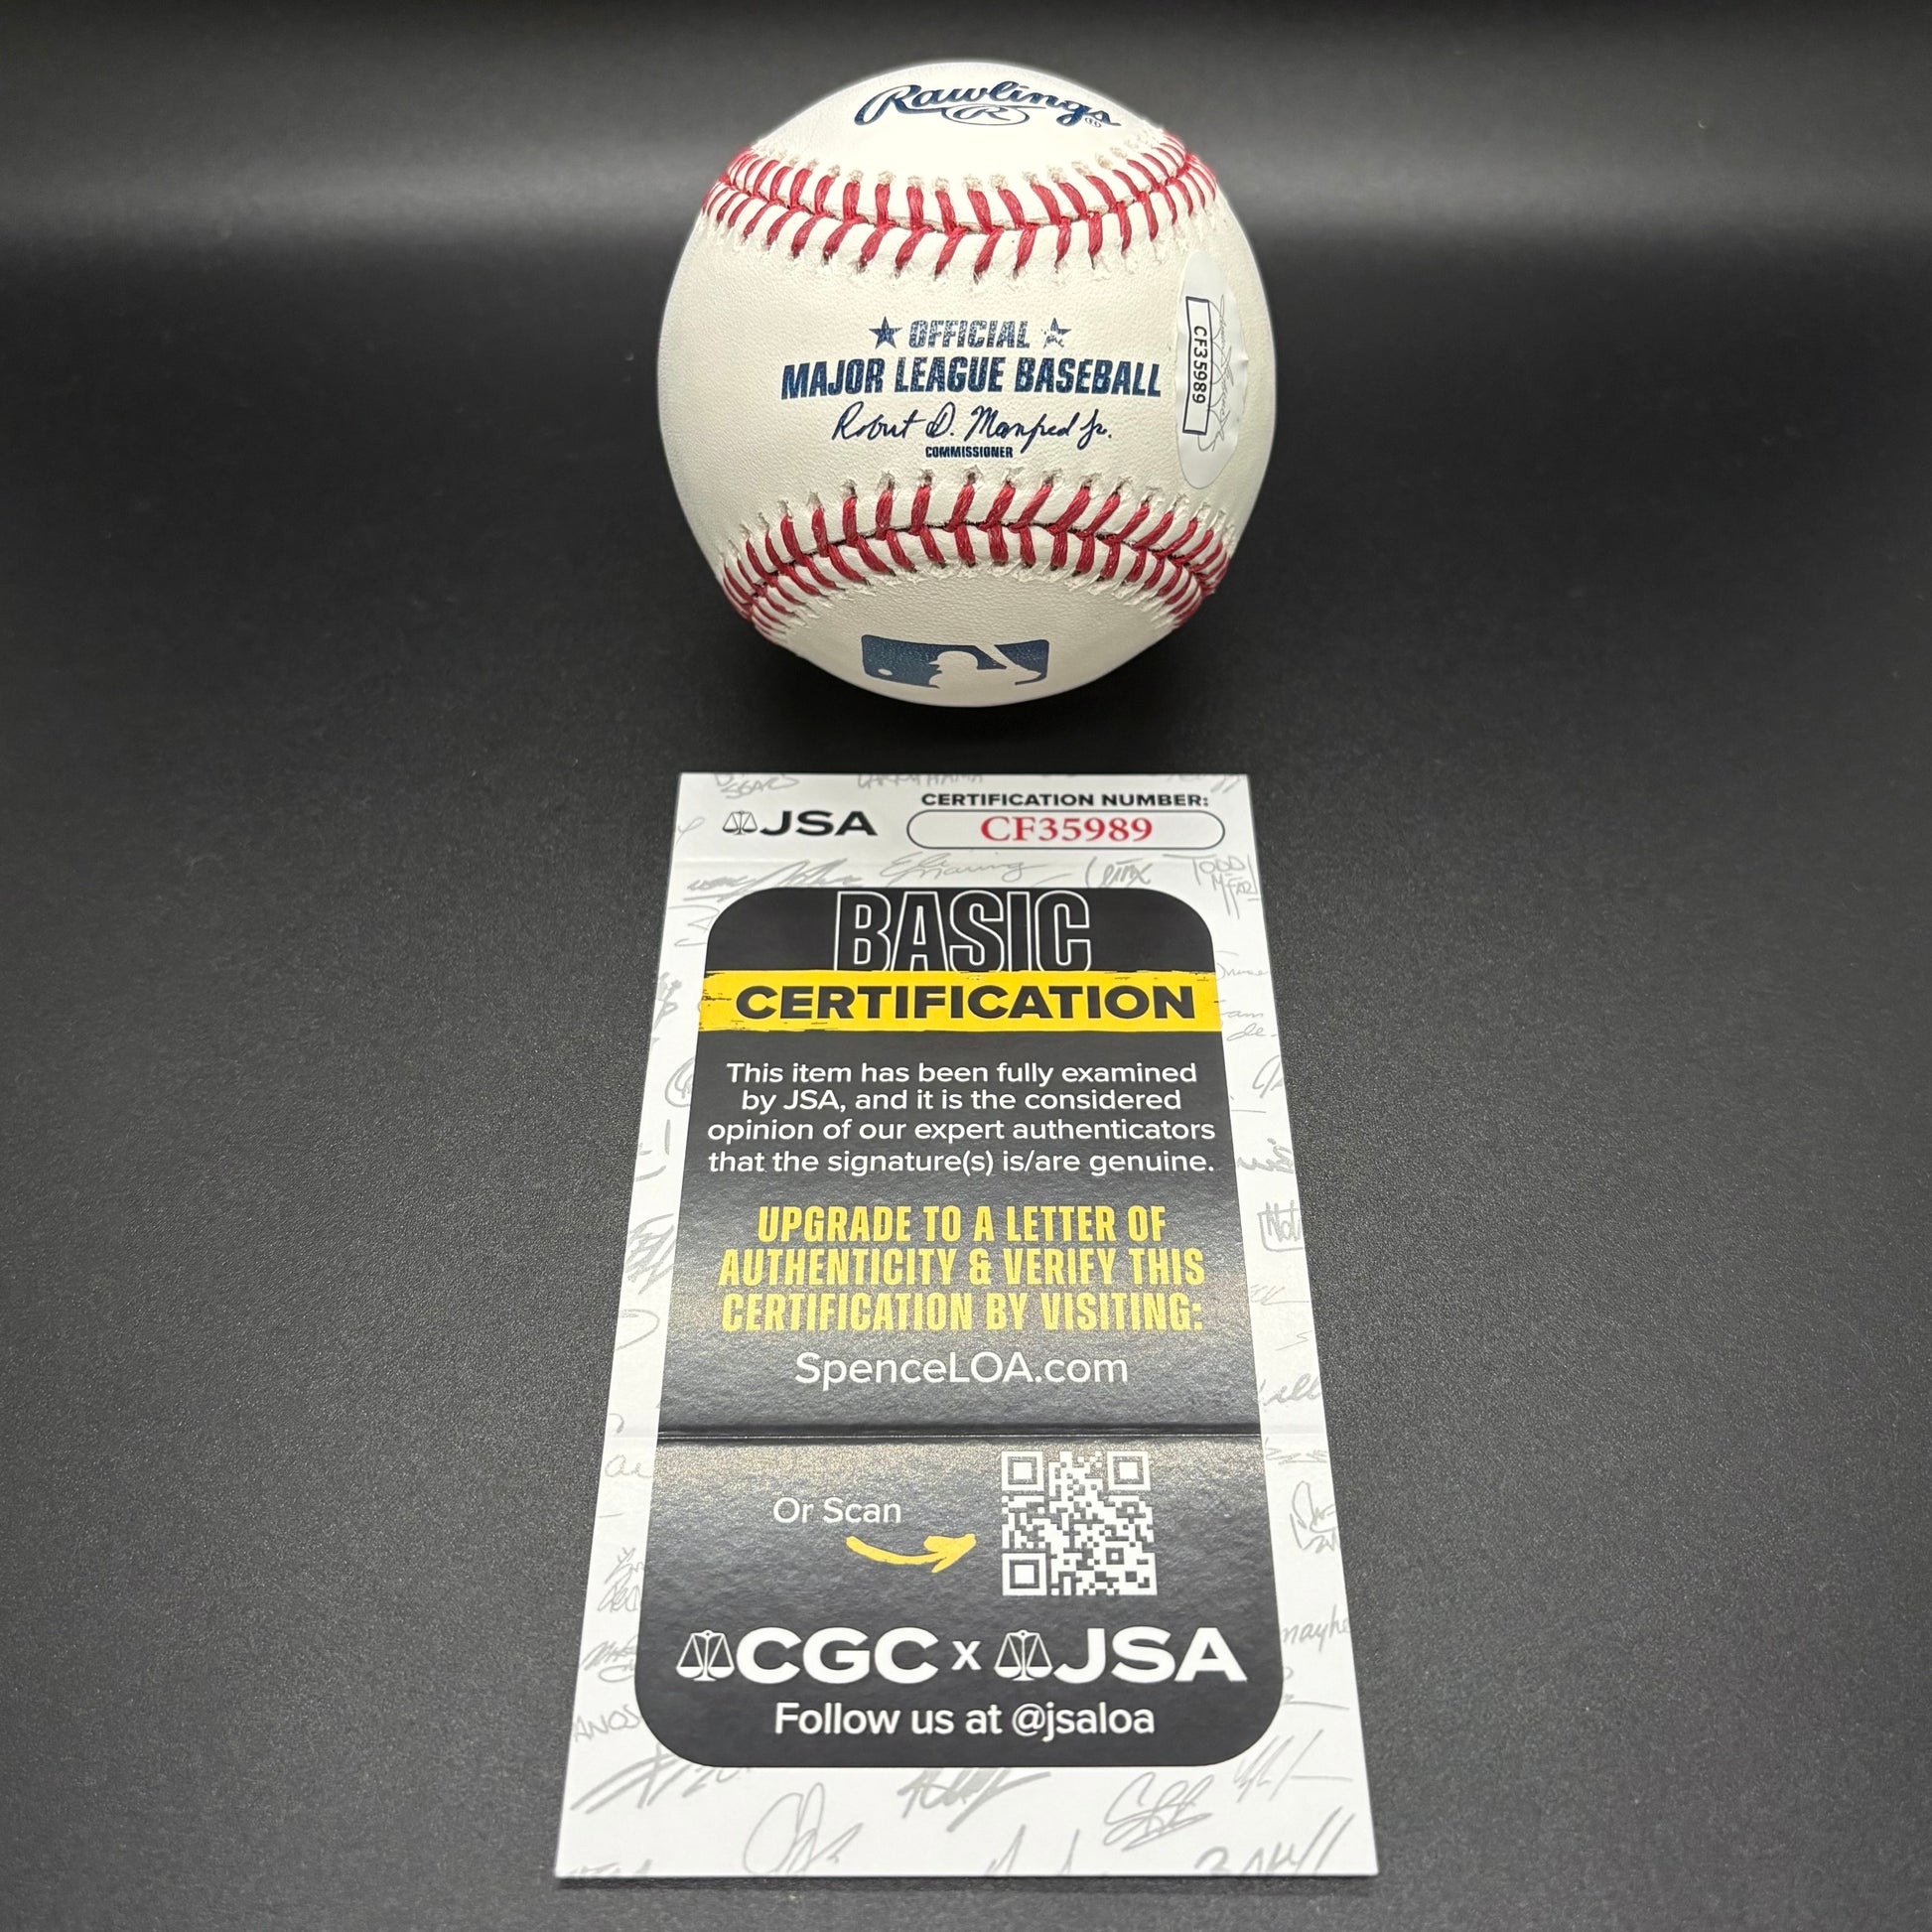 Rawlings
R
OFFICIAL
MAJOR LEAGUE BASEBALL
Robert D. Manfred Jr.
COMMISSIONER
CF35989
JSA
CERTIFICATION NUMBER:
CF35989
BASIC
CERTIFICATION
This item has been fully examined
by JSA, and it is the considered
opinion of our expert authenticators
that the signature(s) is/are genuine.
UPGRADE TO A LETTER OF
AUTHENTICITY & VERIFY THIS
CERTIFICATION BY VISITING:
SpenceLOA.com
Or Scan
CGC x JSA
Follow us at @jsaloa